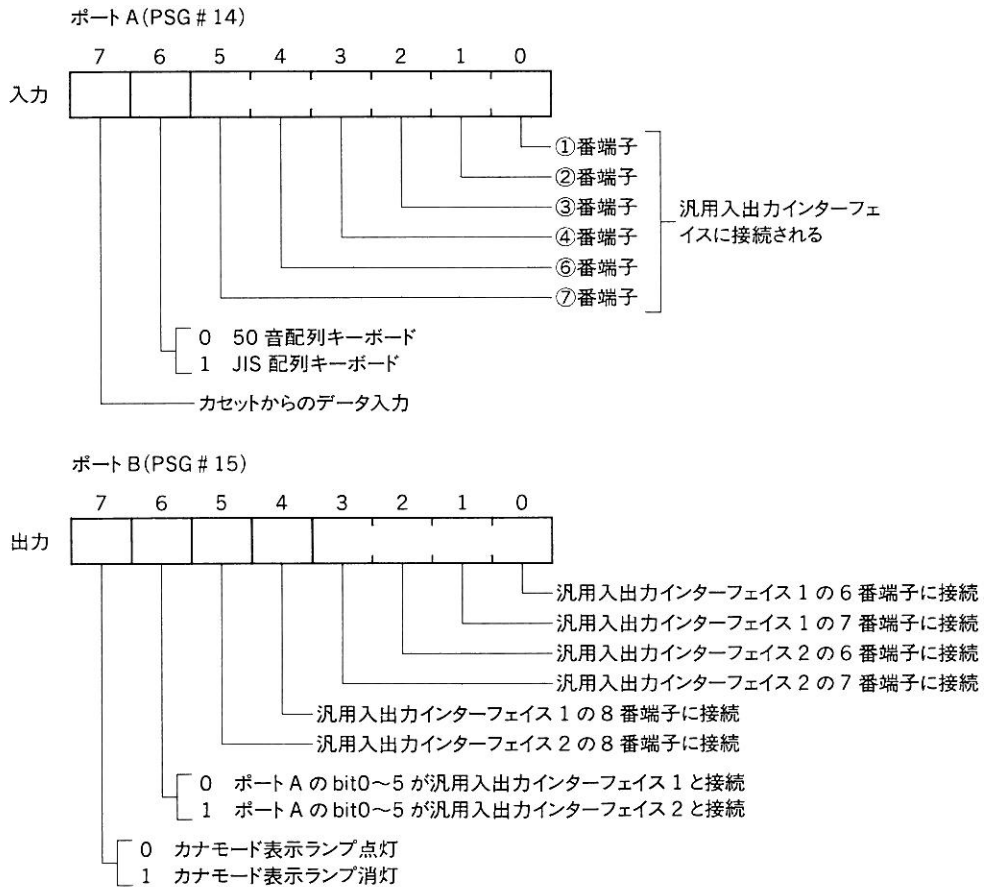 ポートA(PSG # 14)
7 6 5 4 3 2 1 0
入力
①番端子
②番端子
③番端子
④番端子
⑥番端子
⑦番端子
汎用入出力インターフェ
イスに接続される
0 50音配列キーボード
1 JIS配列キーボード
カセットからのデータ入力
ポートB(PSG # 15)
7 6 5 4 3 2 1 0
出力
汎用入出力インターフェイス1の6番端子に接続
汎用入出力インターフェイス1の7番端子に接続
汎用入出力インターフェイス2の6番端子に接続
汎用入出力インターフェイス2の7番端子に接続
汎用入出力インターフェイス1の8番端子に接続
汎用入出力インターフェイス2の8番端子に接続
0 ポートAのbit0～5が汎用入出力インターフェイス1と接続
1 ポートAのbit0～5が汎用入出力インターフェイス2と接続
0 カナモード表示ランプ点灯
1 カナモード表示ランプ消灯